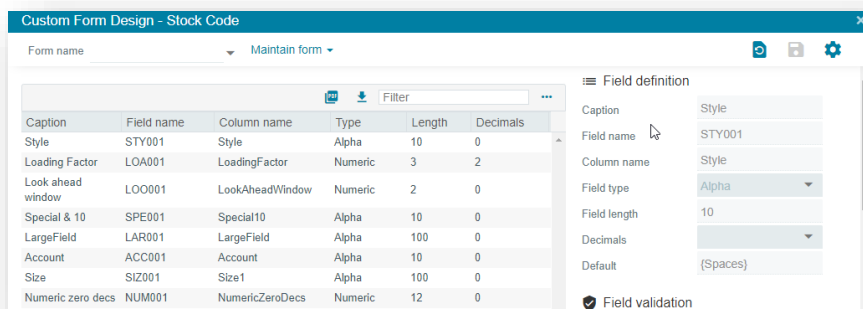 Custom Form Design - Stock Code
Form name
Maintain form
PDF
Filter
Caption Field name Column name Type Length Decimals
Style STY001 Style Alpha 10 0
Loading Factor LOA001 LoadingFactor Numeric 3 2
Look ahead
window LOO001 LookAheadWindow Numeric 2 0
Special & 10 SPE001 Special10 Alpha 10 0
LargeField LAR001 LargeField Alpha 100 0
Account ACC001 Account Alpha 10 0
Size SIZ001 Size1 Alpha 100 0
Numeric zero decs NUM001 NumericZeroDecs Numeric 12 0
Field definition
Caption Style
Field name STY001
Column name Style
Field type Alpha
Field length 10
Decimals
Default {Spaces}
Field validation